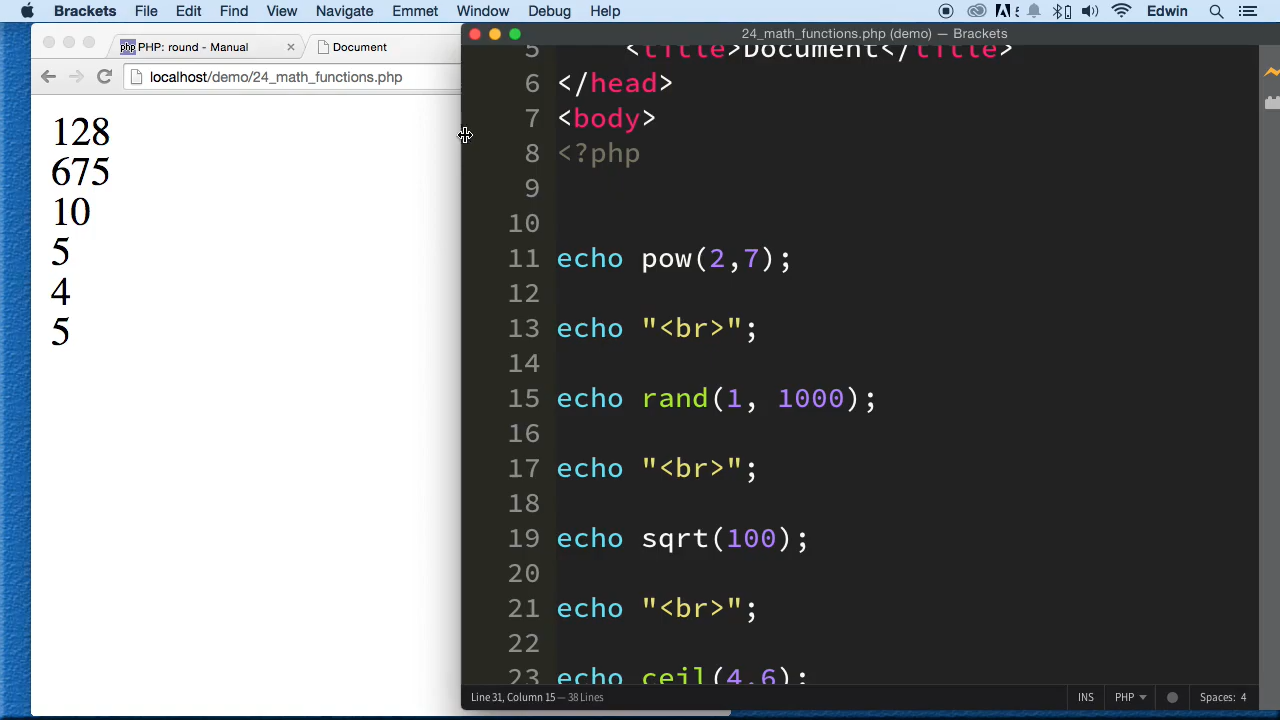 Brackets File Edit Find View Navigate Emmet Window Debug Help 5 Edwin
PHP: round - Manual
Document
localhost/demo/24_math_functions.php
128
675
10
5
4
5
24_math_functions.php (demo) — Brackets
5 <title>Document</title>
6 </head>
7 <body>
8 <?php
9
10
11 echo pow(2,7);
12
13 echo "<br>";
14
15 echo rand(1, 1000);
16
17 echo "<br>";
18
19 echo sqrt(100);
20
21 echo "<br>";
22
23 echo ceil(4.6);
Line 31, Column 15 — 38 Lines
INS PHP Spaces: 4